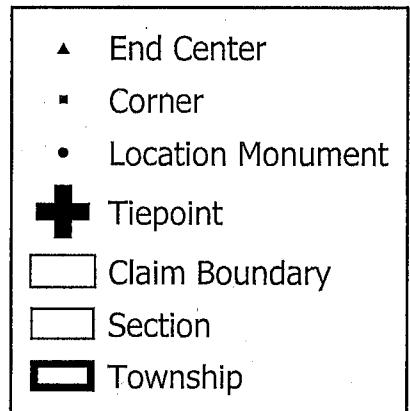 End Center
Corner
Location Monument
Tiepoint
Claim Boundary
Section
Township